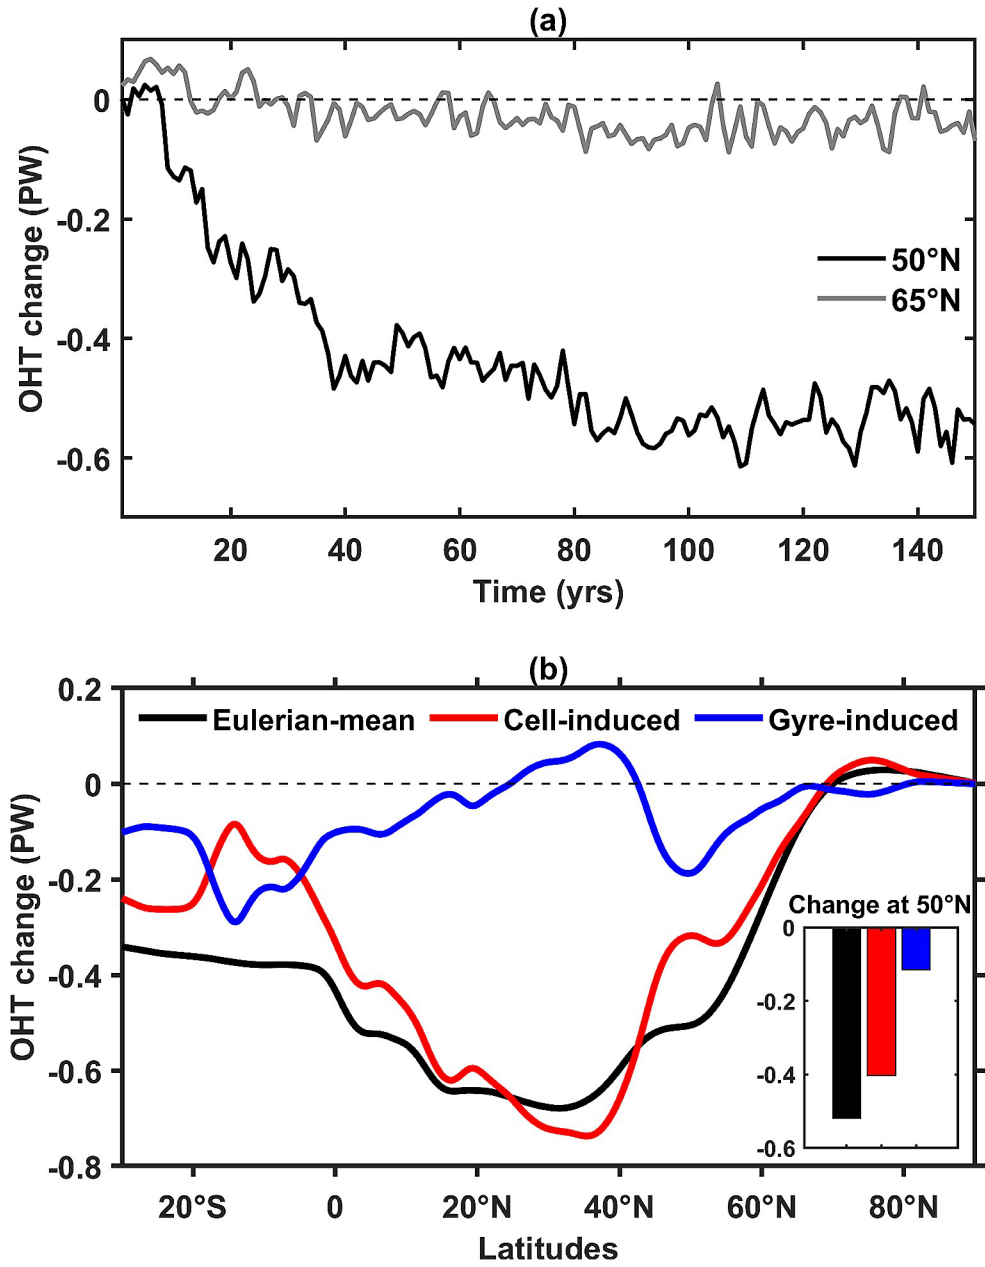 (a)
OHT change (PW)
0
-0.2
-0.4
-0.6
50°N
65°N
20 40 60 80 100 120 140
Time (yrs)
(b)
OHT change (PW)
0.2
0
-0.2
-0.4
-0.6
-0.8
Eulerian-mean Cell-induced Gyre-induced
Change at 50°N
0
-0.2
-0.4
-0.6
20°S 0 20°N 40°N 60°N 80°N
Latitudes